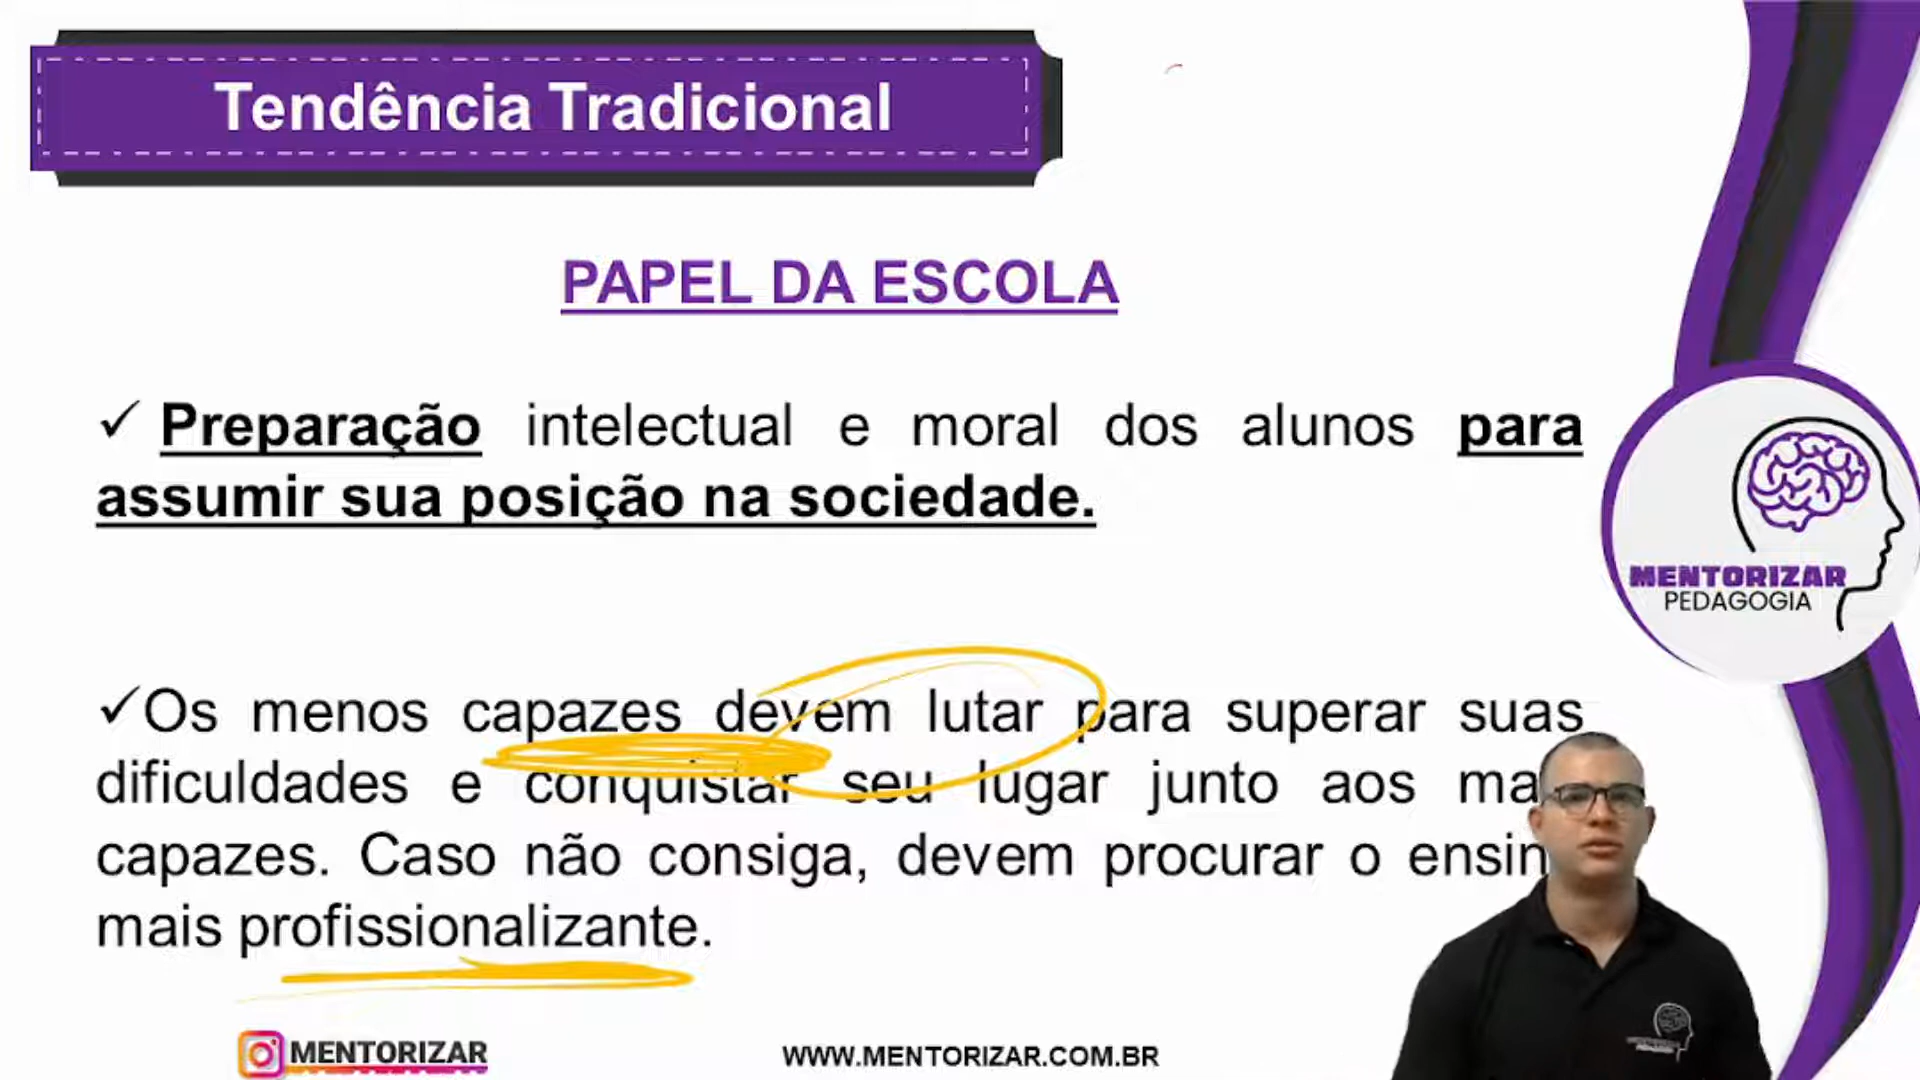 Tendência Tradicional
PAPEL DA ESCOLA
✓ Preparação intelectual e moral dos alunos para
assumir sua posição na sociedade.
MENTORIZAR
PEDAGOGIA
✓Os menos capazes devem lutar para superar suas
dificuldades e conquistar seu lugar junto aos
capazes. Caso não consiga, devem procurar o
mais profissionalizante.
MENTORIZAR
WWW.MENTORIZAR.COM.BR